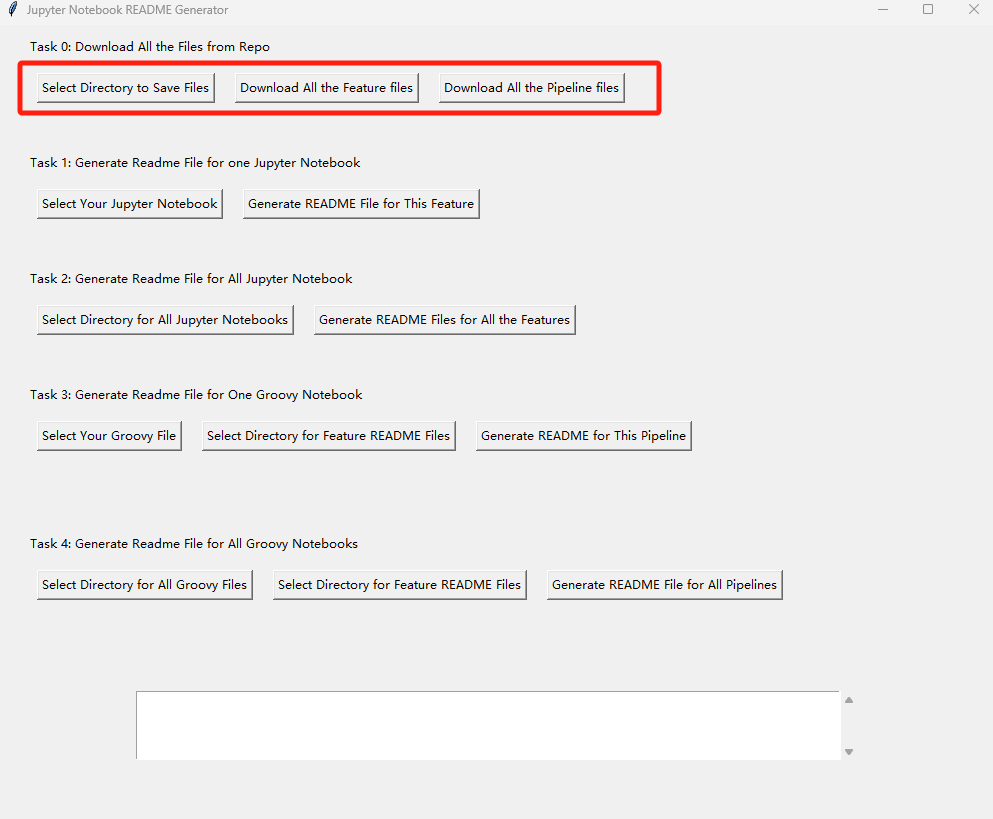 Jupyter Notebook README Generator
Task 0: Download All the Files from Repo
Select Directory to Save Files Download All the Feature files Download All the Pipeline files
Task 1: Generate Readme File for one Jupyter Notebook
Select Your Jupyter Notebook Generate README File for This Feature
Task 2: Generate Readme File for All Jupyter Notebook
Select Directory for All Jupyter Notebooks Generate README Files for All the Features
Task 3: Generate Readme File for One Groovy Notebook
Select Your Groovy File Select Directory for Feature README Files Generate README for This Pipeline
Task 4: Generate Readme File for All Groovy Notebooks
Select Directory for All Groovy Files Select Directory for Feature README Files Generate README File for All Pipelines